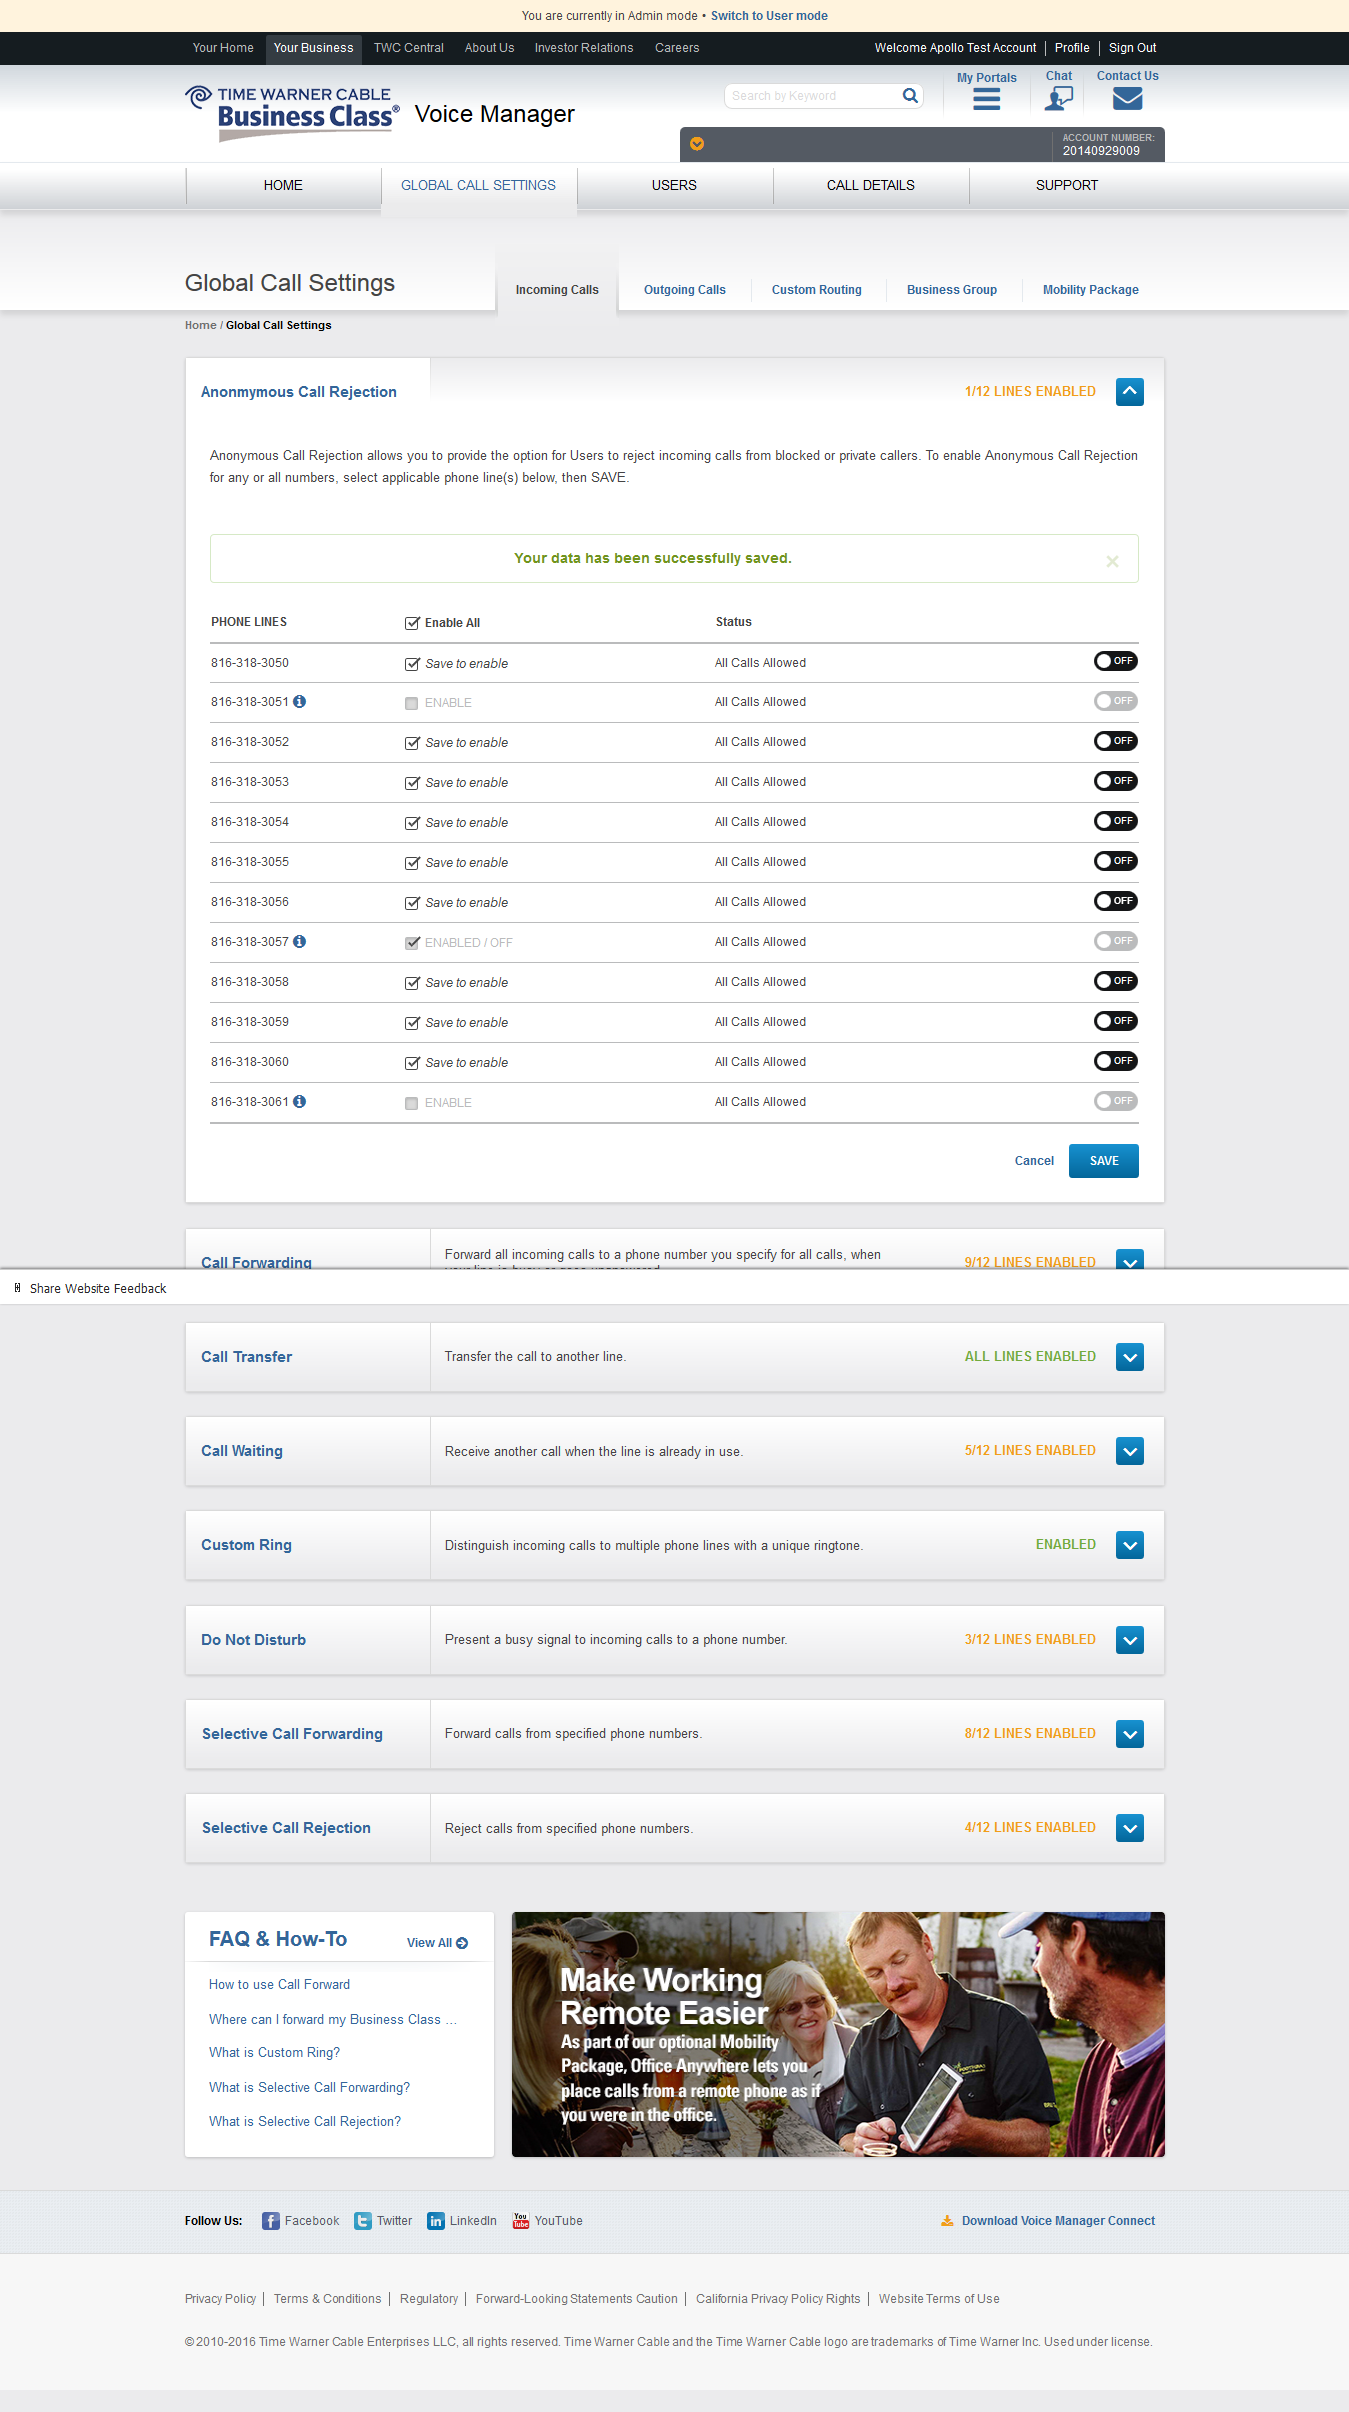 You are currently in Admin mode • Switch to User mode
Your Home Your Business TWC Central About Us Investor Relations Careers Welcome Apollo Test Account Profile Sign Out
TIME WARNER CABLE
Business Class® Voice Manager
Search by Keyword My Portals Chat Contact Us
ACCOUNT NUMBER:
20140929009
HOME GLOBAL CALL SETTINGS USERS CALL DETAILS SUPPORT
Global Call Settings Incoming Calls Outgoing Calls Custom Routing Business Group Mobility Package
Home / Global Call Settings
Anonmymous Call Rejection 1/12 LINES ENABLED
Anonymous Call Rejection allows you to provide the option for Users to reject incoming calls from blocked or private callers. To enable Anonymous Call Rejection
for any or all numbers, select applicable phone line(s) below, then SAVE.
Your data has been successfully saved.
PHONE LINES Enable All Status
816-318-3050 Save to enable All Calls Allowed OFF
816-318-3051 ENABLE All Calls Allowed OFF
816-318-3052 Save to enable All Calls Allowed OFF
816-318-3053 Save to enable All Calls Allowed OFF
816-318-3054 Save to enable All Calls Allowed OFF
816-318-3055 Save to enable All Calls Allowed OFF
816-318-3056 Save to enable All Calls Allowed OFF
816-318-3057 ENABLED / OFF All Calls Allowed OFF
816-318-3058 Save to enable All Calls Allowed OFF
816-318-3059 Save to enable All Calls Allowed OFF
816-318-3060 Save to enable All Calls Allowed OFF
816-318-3061 ENABLE All Calls Allowed OFF
Cancel SAVE
Call Forwarding Forward all incoming calls to a phone number you specify for all calls, when 9/12 LINES ENABLED
Share Website Feedback
Call Transfer Transfer the call to another line. ALL LINES ENABLED
Call Waiting Receive another call when the line is already in use. 5/12 LINES ENABLED
Custom Ring Distinguish incoming calls to multiple phone lines with a unique ringtone. ENABLED
Do Not Disturb Present a busy signal to incoming calls to a phone number. 3/12 LINES ENABLED
Selective Call Forwarding Forward calls from specified phone numbers. 8/12 LINES ENABLED
Selective Call Rejection Reject calls from specified phone numbers. 4/12 LINES ENABLED
FAQ & How-To View All
How to use Call Forward
Where can I forward my Business Class ...
What is Custom Ring?
What is Selective Call Forwarding?
What is Selective Call Rejection?
Make Working
Remote Easier
As part of our optional Mobility
Package, Office Anywhere lets you
place calls from a remote phone as if
you were in the office.
Follow Us: Facebook Twitter LinkedIn YouTube Download Voice Manager Connect
Privacy Policy Terms & Conditions Regulatory Forward-Looking Statements Caution California Privacy Policy Rights Website Terms of Use
© 2010-2016 Time Warner Cable Enterprises LLC, all rights reserved. Time Warner Cable and the Time Warner Cable logo are trademarks of Time Warner Inc. Used under license.